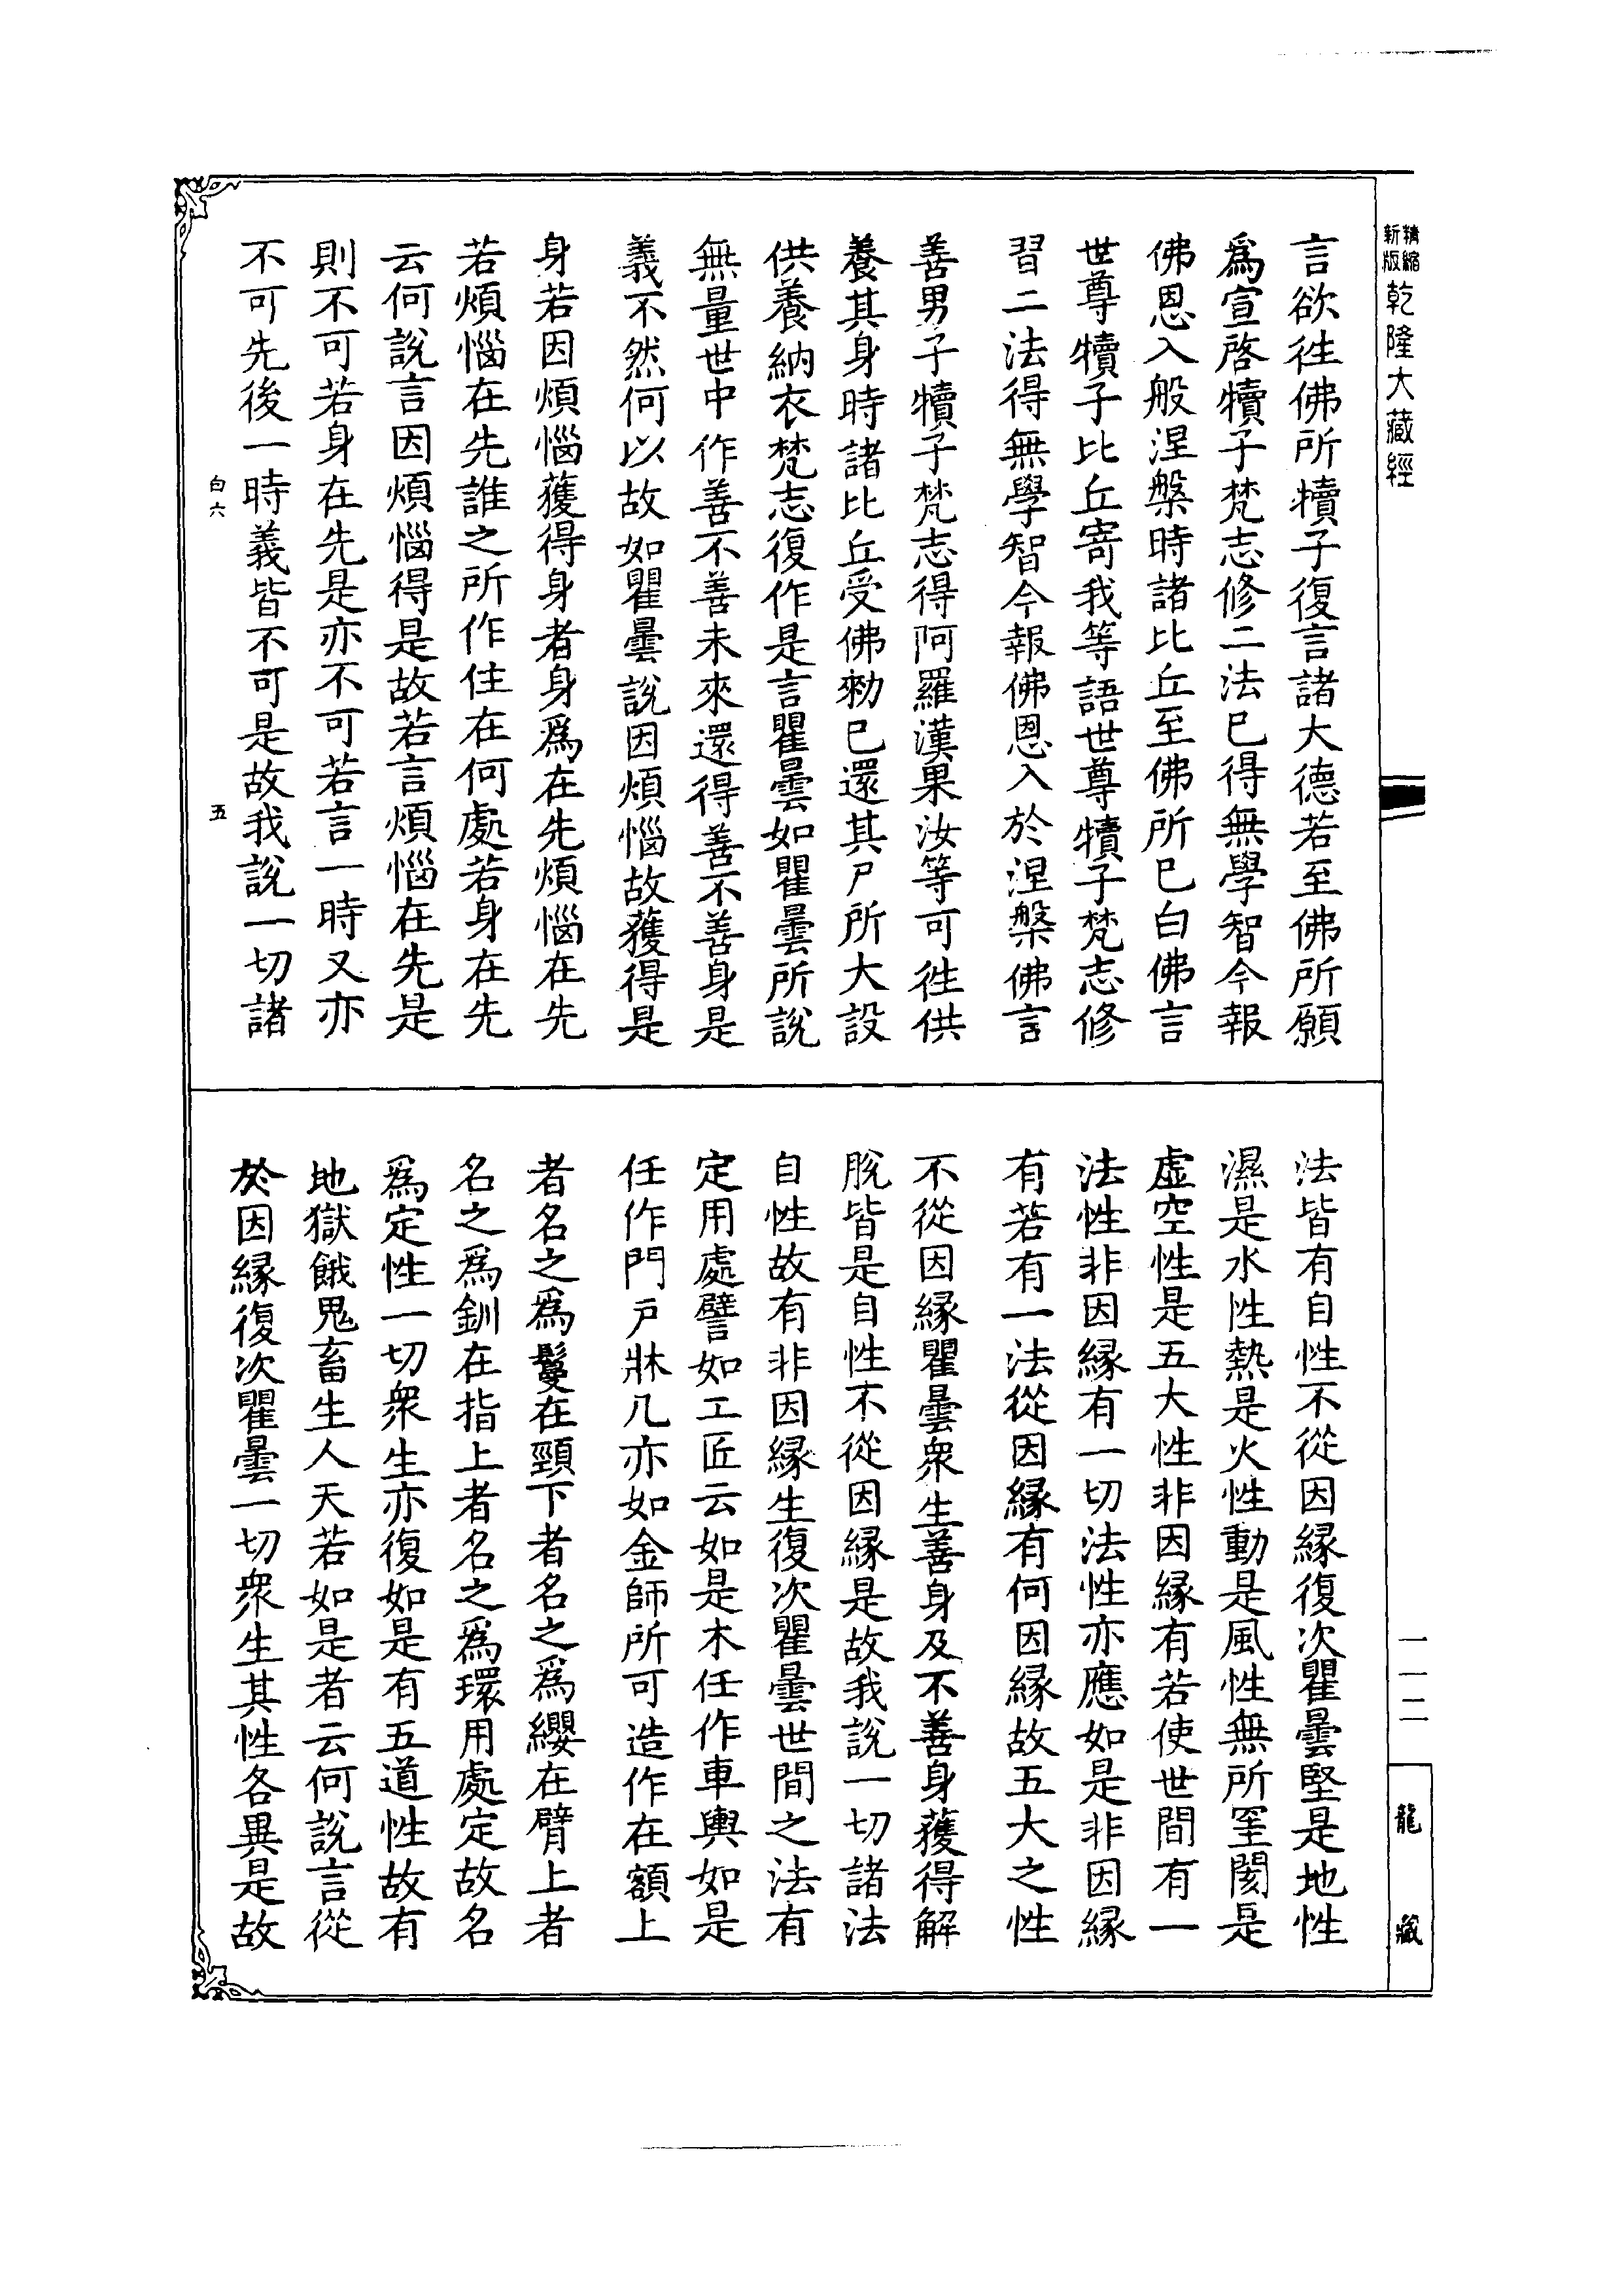 精縮新版乾隆大藏經
言欲往佛所犢子復言諸大德若至佛所願
爲宣啓犢子梵志修二法已得無學智今報
佛恩入般涅槃時諸比丘至佛所已白佛言
世尊犢子比丘寄我等語世尊犢子梵志修
習二法得無學智今報佛恩入於涅槃佛言
善男子犢子梵志得阿羅漢果汝等可往供
養其身時諸比丘受佛勑已還其尸所大設
供養納衣梵志復作是言瞿曇如瞿曇所說
無量世中作善不善未來還得善不善身是
義不然何以故如瞿曇說因煩惱故獲得是
身若因煩惱獲得身者身爲在先煩惱在先
若煩惱在先誰之所作住在何處若身在先
云何說言因煩惱得是故若言煩惱在先是
則不可若身在先是亦不可若言一時又亦
不可先後一時義皆不可是故我說一切諸
白六
五
法皆有自性不從因緣復次瞿曇堅是地性
濕是水性熱是火性動是風性無所罣閡是
虛空性是五大性非因緣有若使世間有一
法性非因緣有一切法性亦應如是非因緣
有若有一法從因緣有何因緣故五大之性
不從因緣瞿曇衆生善身及不善身獲得解
脫皆是自性不從因緣是故我說一切諸法
自性故有非因緣生復次瞿曇世間之法有
定用處譬如工匠云如是木任作車輿如是
任作門戶牀几亦如金師所可造作在額上
者名之爲鬘在頸下者名之爲纓在臂上者
名之爲釧在指上者名之爲環用處定故名
爲定性一切衆生亦復如是有五道性故有
地獄餓鬼畜生人天若如是者云何說言從
於因緣復次瞿曇一切衆生其性各異是故
一一二
龍藏